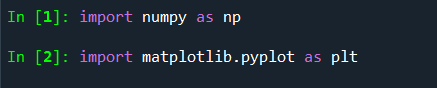 In [1]: import numpy as np
In [2]: import matplotlib.pyplot as plt